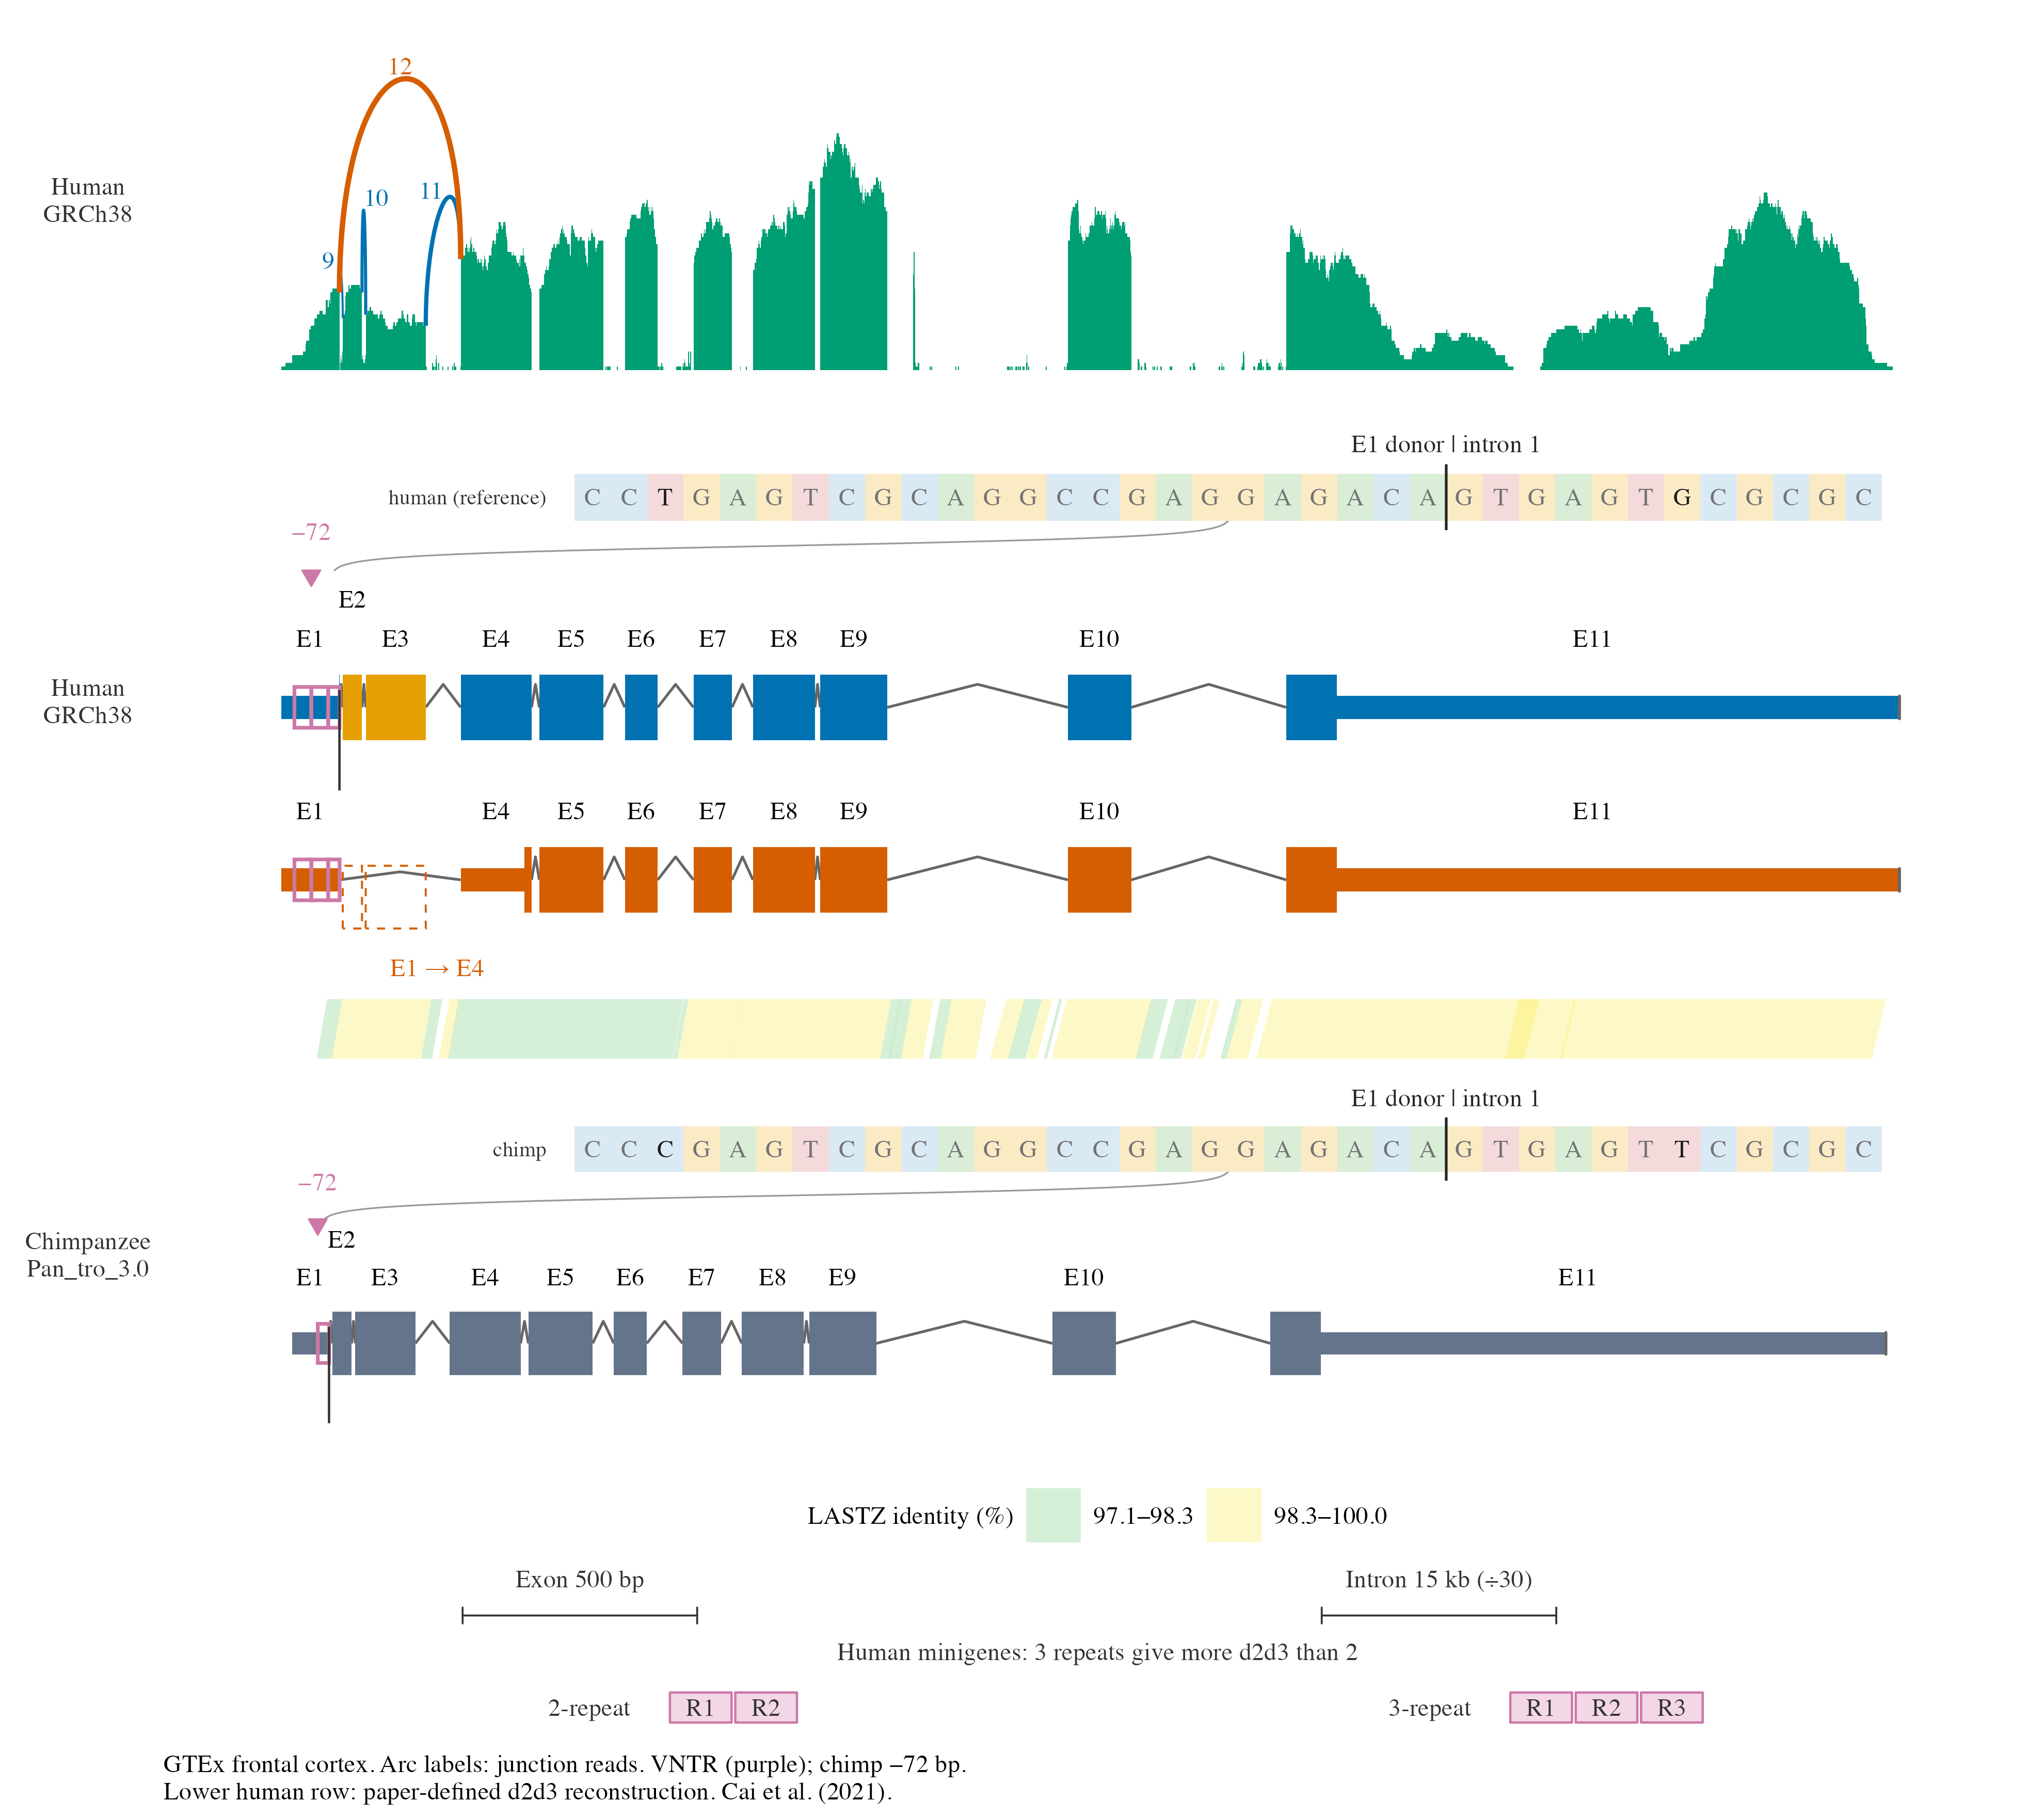 12
10
11
9
Human
GRCh38
E1 donor | intron 1
human (reference)
C C T G A G T C G C A G G C C G A G G A G A C A G T G A G T G C G C G C
−72
E2
E1 E3 E4 E5 E6 E7 E8 E9 E10 E11
Human
GRCh38
E1 E4 E5 E6 E7 E8 E9 E10 E11
E1 → E4
E1 donor | intron 1
chimp
C C C G A G T C G C A G G C C G A G G A G A C A G T G A G T T C G C G C
−72
E2
Chimpanzee
Pan_tro_3.0
E1 E3 E4 E5 E6 E7 E8 E9 E10 E11
LASTZ identity (%) 97.1–98.3 98.3–100.0
Exon 500 bp
Intron 15 kb (÷30)
Human minigenes: 3 repeats give more d2d3 than 2
2-repeat R1 R2
3-repeat R1 R2 R3
GTEx frontal cortex. Arc labels: junction reads. VNTR (purple); chimp −72 bp.
Lower human row: paper-defined d2d3 reconstruction. Cai et al. (2021).